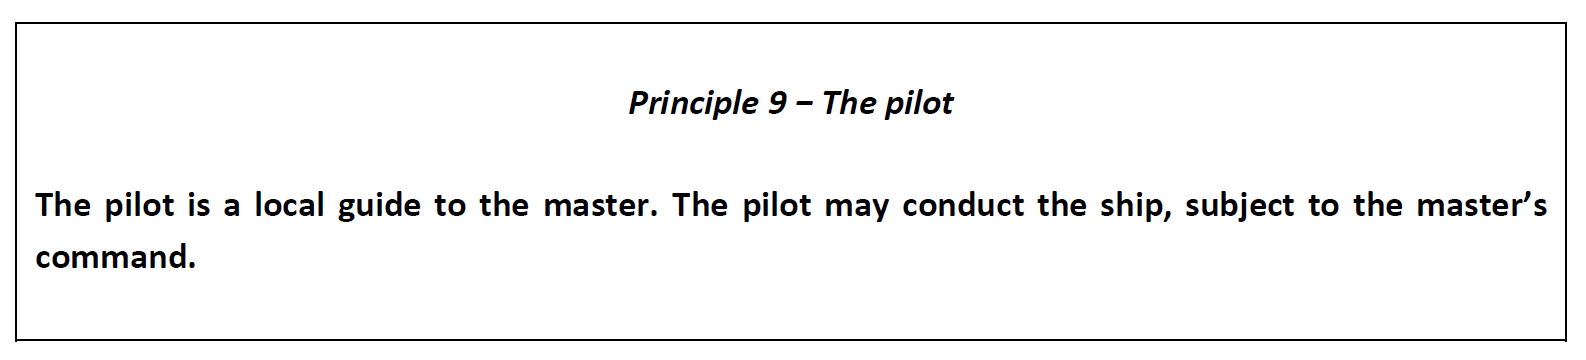 Principle 9 – The pilot
The pilot is a local guide to the master. The pilot may conduct the ship, subject to the master’s
command.